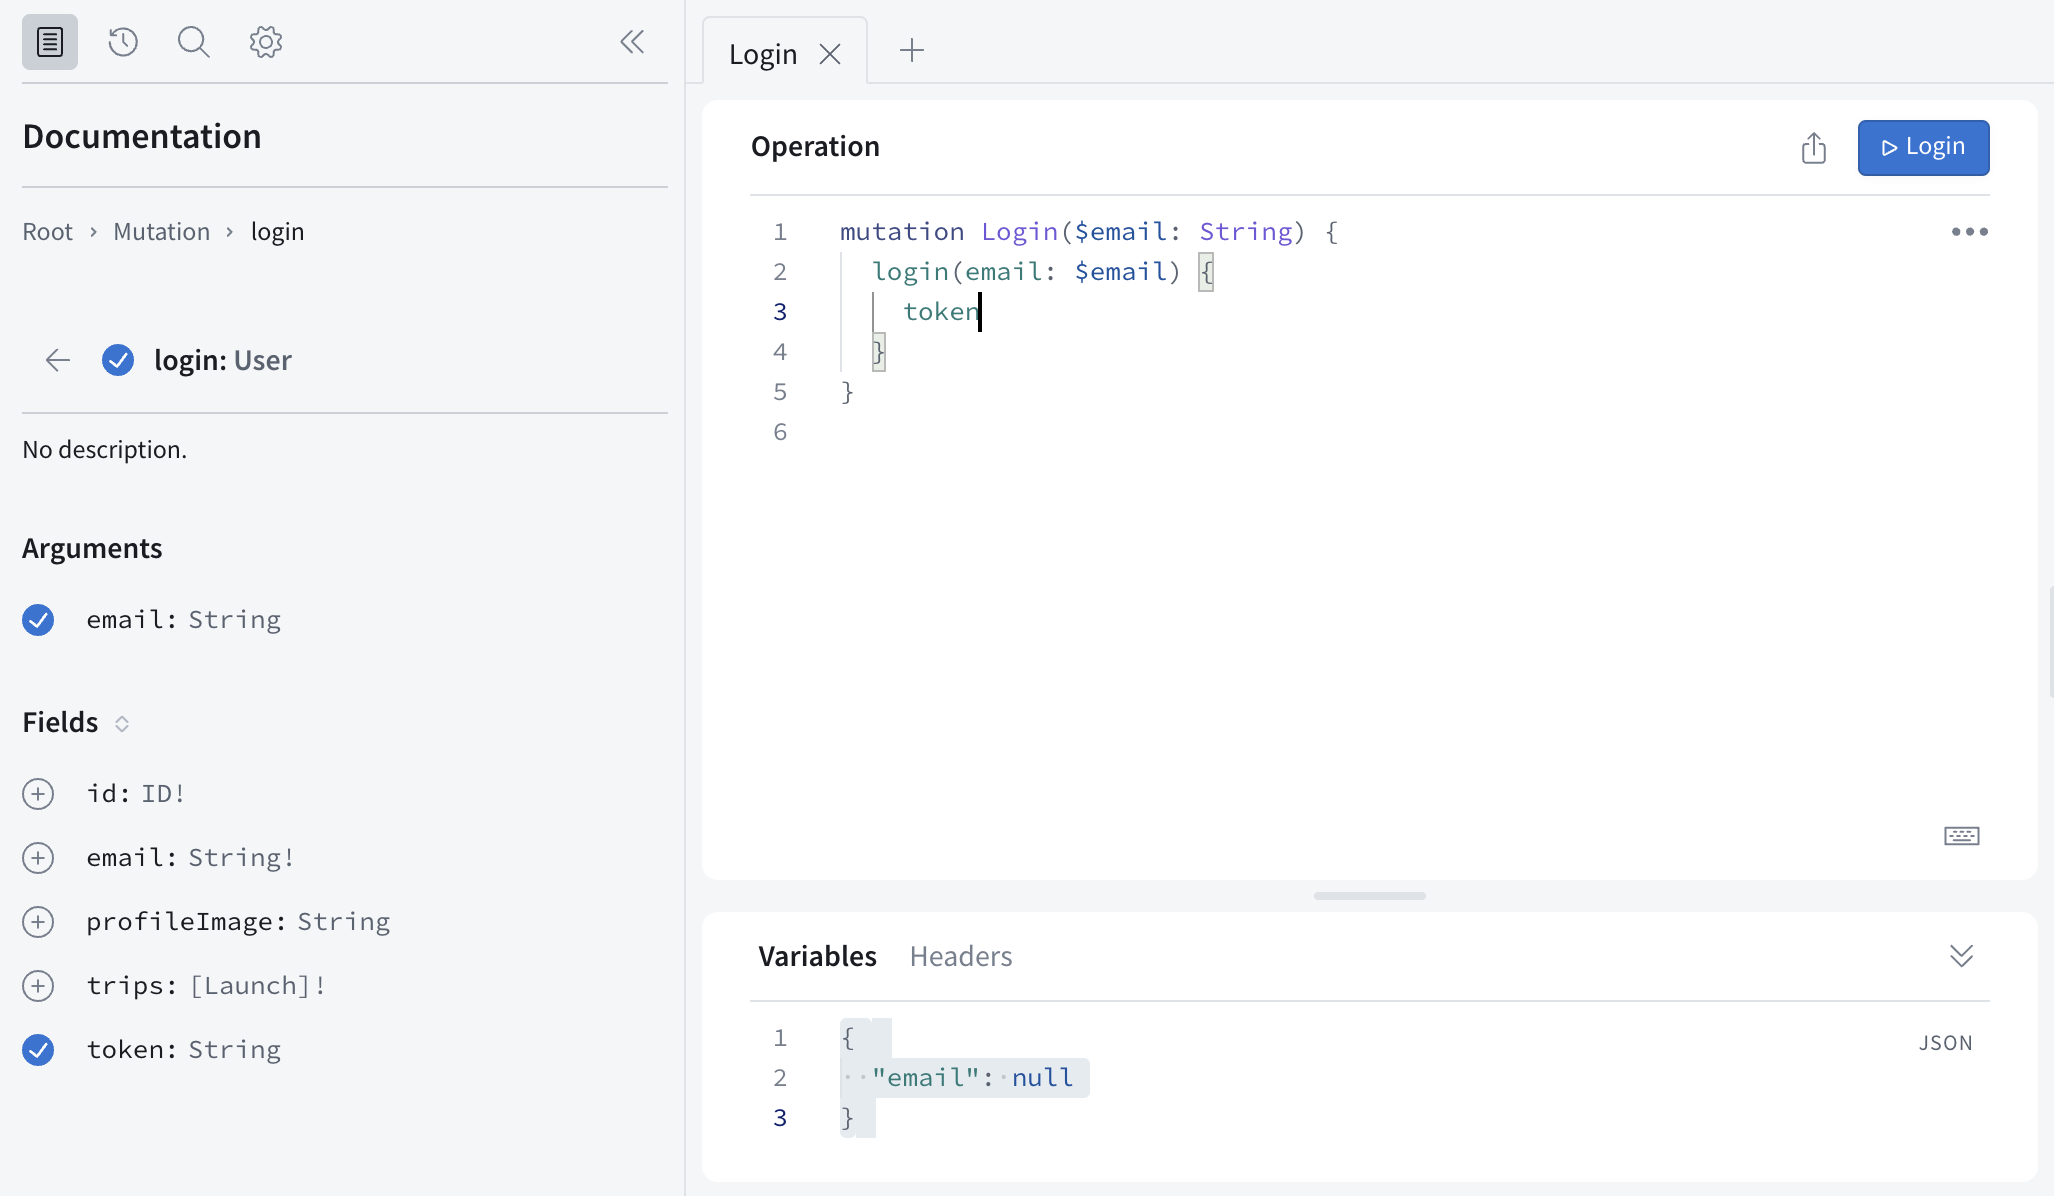 Documentation
Root › Mutation › login
login: User
No description.
Arguments
email: String
Fields
id: ID!
email: String!
profileImage: String
trips: [Launch]!
token: String
Login
Operation
Login
1 mutation Login($email: String) {
2 login(email: $email) {
3 token
4 }
5 }
6
Variables Headers
JSON
1 {
2 "email": null
3 }